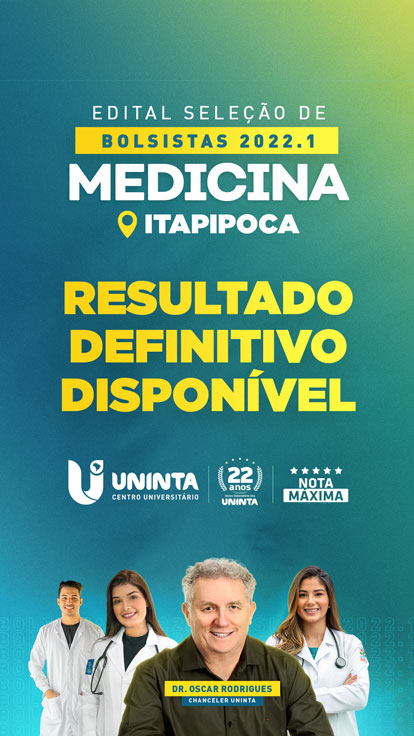 EDITAL SELEÇÃO DE
BOLSISTAS 2022.1
MEDICINA
ITAPIPOCA
RESULTADO
DEFINITIVO
DISPONÍVEL
UNINTA
CENTRO UNIVERSITÁRIO
22
anos
UNINTA
NOTA
MÁXIMA
DR. OSCAR RODRIGUES
CHANCELER UNINTA